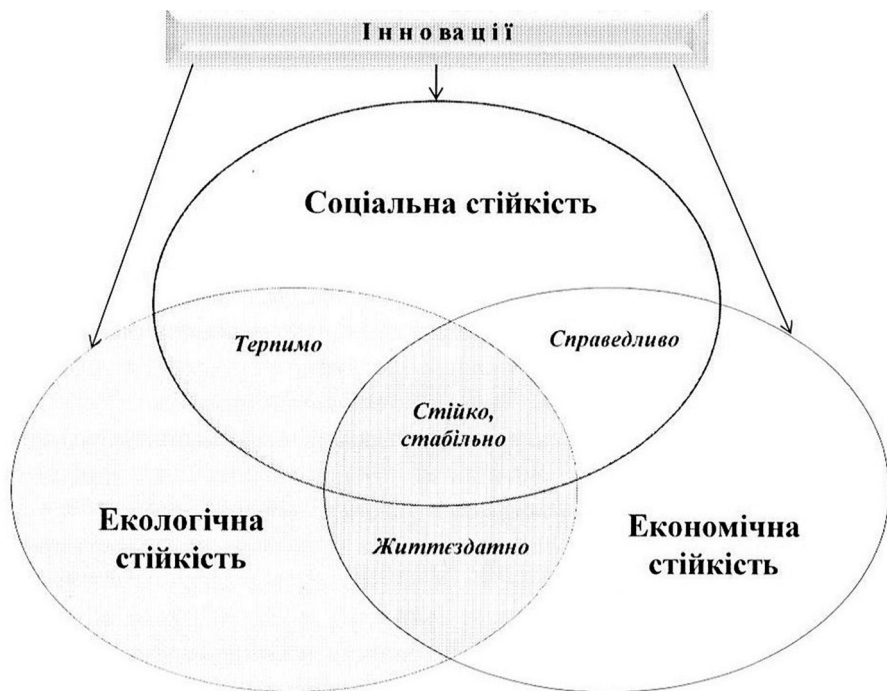 Інновації
Соціальна стійкість
Терпимо
Справедливо
Стійко,
стабільно
Екологічна
стійкість
Життєздатно
Економічна
стійкість